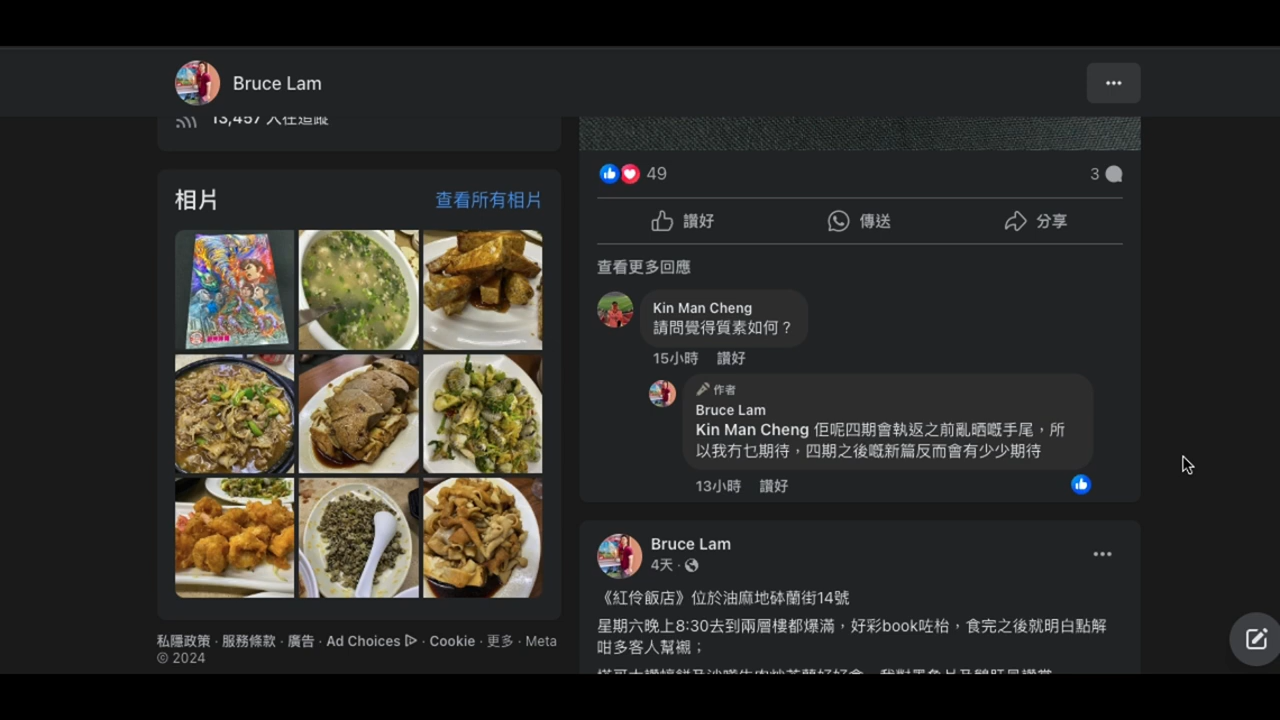 Bruce Lam
13,457 人在追蹤
相片
查看所有相片
私隱政策 · 服務條款 · 廣告 · Ad Choices · Cookie · 更多 · Meta
© 2024
49
3
讚好
傳送
分享
查看更多回應
Kin Man Cheng
請問覺得質素如何？
15小時 讚好
作者
Bruce Lam
Kin Man Cheng 佢呢四期會執返之前亂晒嘅手尾，所
以我冇乜期待，四期之後嘅新篇反而會有少少期待
13小時 讚好
Bruce Lam
4天 ·
《紅伶飯店》位於油麻地砵蘭街14號
星期六晚上8:30去到兩層樓都爆滿，好彩book咗枱，食完之後就明白點解
咁多客人幫襯；